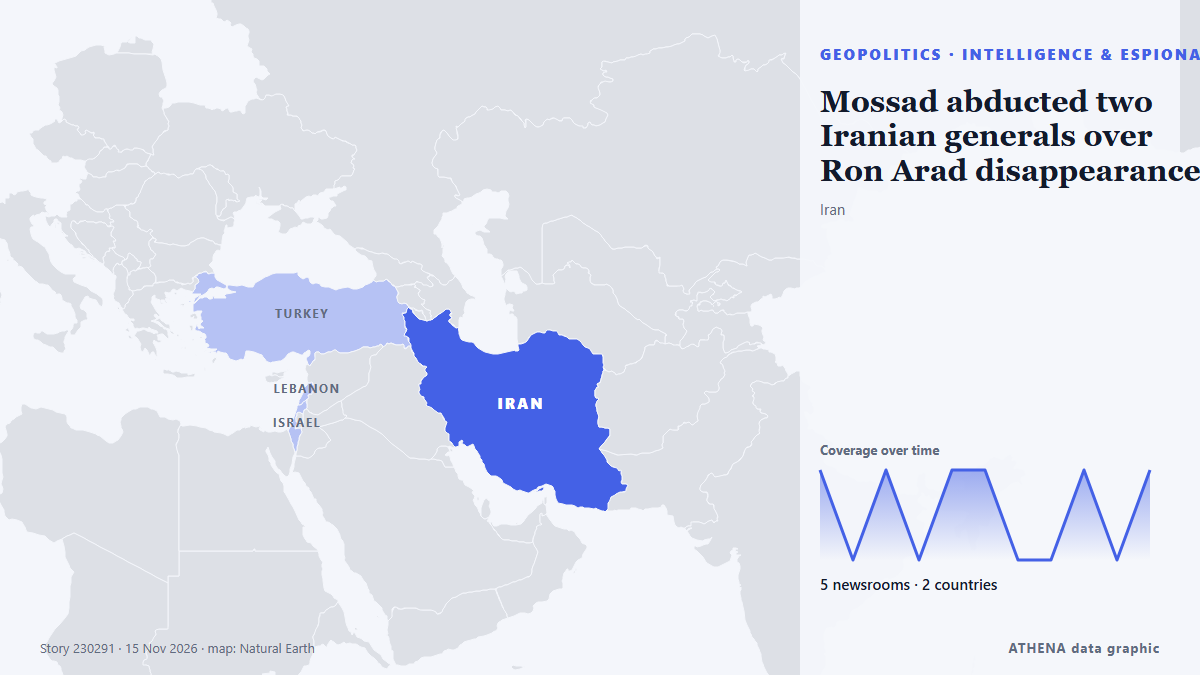 GEOPOLITICS · INTELLIGENCE & ESPIONA
Mossad abducted two
Iranian generals over
Ron Arad disappearance
Iran
TURKEY
LEBANON
ISRAEL
IRAN
Coverage over time
5 newsrooms · 2 countries
Story 230291 · 15 Nov 2026 · map: Natural Earth
ATHENA data graphic